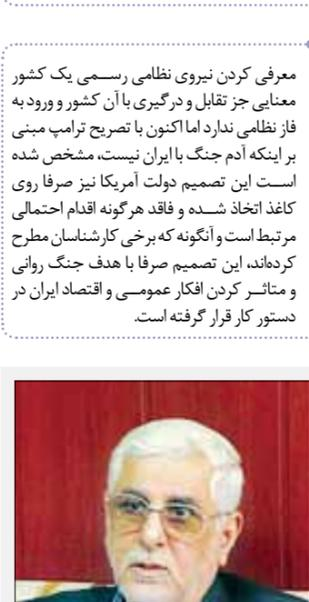 معرفی کردن نیروی نظامی رسمی یک کشور
معنایی جز تقابل و درگیری با آن کشور و ورود به
فاز نظامی ندارد اما اکنون با تصریح ترامپ مبنی
بر اینکه آدم جنگ با ایران نیست، مشخص شده
است این تصمیم دولت آمریکا نیز صرفا روی
کاغذ اتخاذ شده و فاقد هرگونه اقدام احتمالی
مرتبط است و آنگونه که برخی کارشناسان مطرح
کرده‌اند، این تصمیم صرفا با هدف جنگ روانی
و متاثر کردن افکار عمومی و اقتصاد ایران در
دستور کار قرار گرفته است.